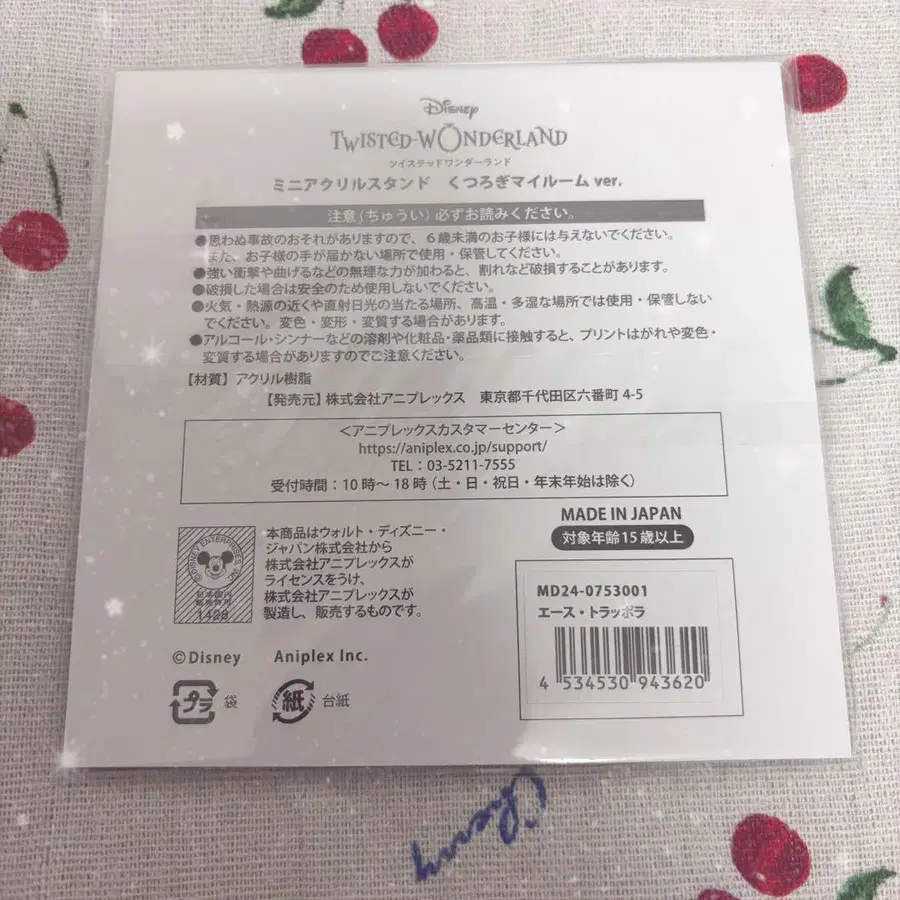 Disney
TWISTED-WONDERLAND
ツイステッドワンダーランド
ミニアクリルスタンド　くつろぎマイルーム ver.
注意(ちゅうい)必ずお読みください。
●思わぬ事故のおそれがありますので、６歳未満のお子様には与えないでください。
また、お子様の手が届かない場所で使用・保管してください。
●強い衝撃や曲げるなどの無理な力が加わると、割れなど破損することがあります。
●破損した場合は安全のため使用しないでください。
●火気・熱源の近くや直射日光の当たる場所、高温・多湿な場所では使用・保管しない
でください。変色・変形・変質する場合があります。
●アルコール・シンナーなどの溶剤や化粧品・薬品類に接触すると、プリントはがれや変色・
変質する場合がありますのでご注意ください。
【材質】アクリル樹脂
【発売元】株式会社アニプレックス　東京都千代田区六番町 4-5
＜アニプレックスカスタマーセンター＞
https://aniplex.co.jp/support/
TEL：03-5211-7555
受付時間：10時～18時（土・日・祝日・年末年始は除く）
MADE IN JAPAN
対象年齢15歳以上
©DISNEY ENTERPRISES INC.
日本国内
販売許諾
1428
本商品はウォルト・ディズニー・
ジャパン株式会社から
株式会社アニプレックスが
ライセンスをうけ、
株式会社アニプレックスが
製造し、販売するものです。
MD24-0753001
エース・トラッポラ
4 534530 943620
©Disney　Aniplex Inc.
プラ 袋 紙 台紙
Cherry